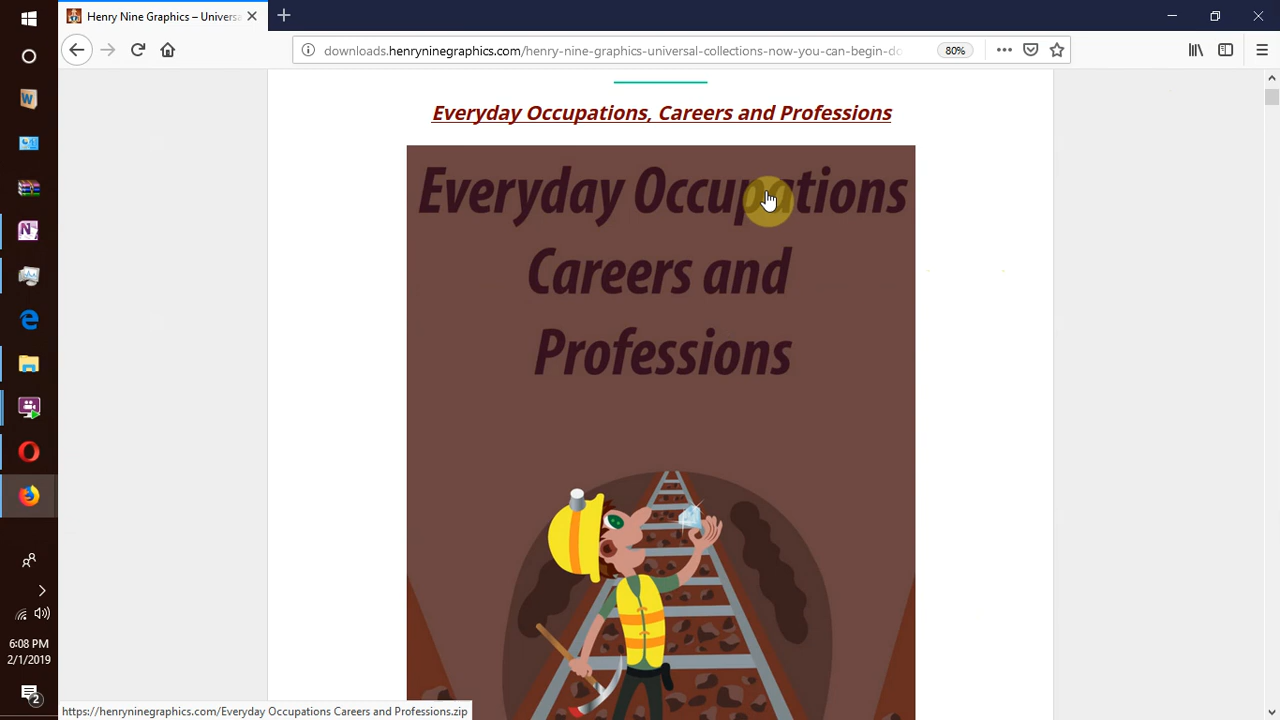 Henry Nine Graphics – Universa
downloads.henryninegraphics.com/henry-nine-graphics-universal-collections-now-you-can-begin-do
80%
Everyday Occupations, Careers and Professions
Everyday Occupations
Careers and
Professions
6:08 PM
2/1/2019
2
https://henryninegraphics.com/Everyday Occupations Careers and Professions.zip